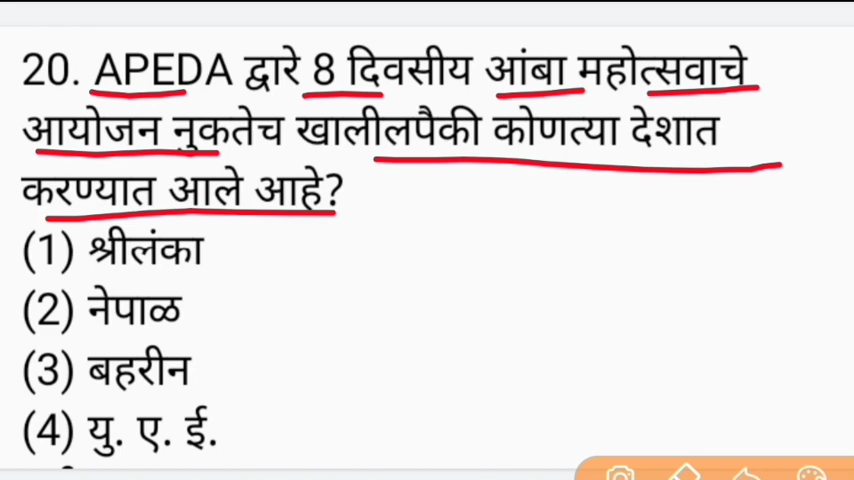 20. APEDA द्वारे 8 दिवसीय आंबा महोत्सवाचे
आयोजन नुकतेच खालीलपैकी कोणत्या देशात
करण्यात आले आहे?
(1) श्रीलंका
(2) नेपाळ
(3) बहरीन
(4) यु. ए. ई.